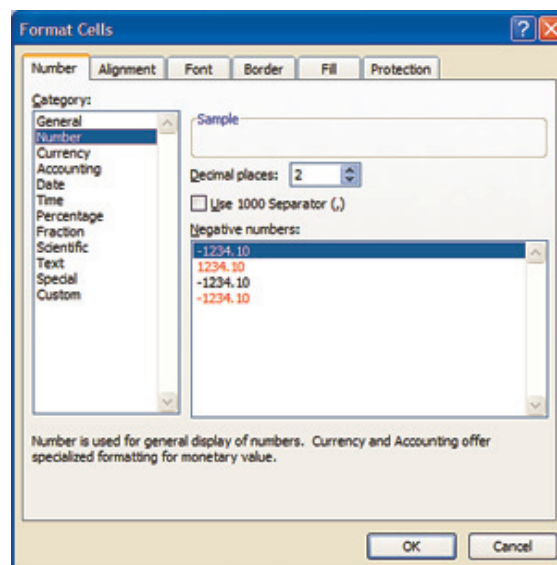 Format Cells
Number Alignment Font Border Fill Protection
Category:
General
Number
Currency
Accounting
Date
Time
Percentage
Fraction
Scientific
Text
Special
Custom
Sample
Decimal places: 2
Use 1000 Separator (,)
Negative numbers:
-1234.10
1234.10
-1234.10
-1234.10
Number is used for general display of numbers. Currency and Accounting offer
specialized formatting for monetary value.
OK Cancel